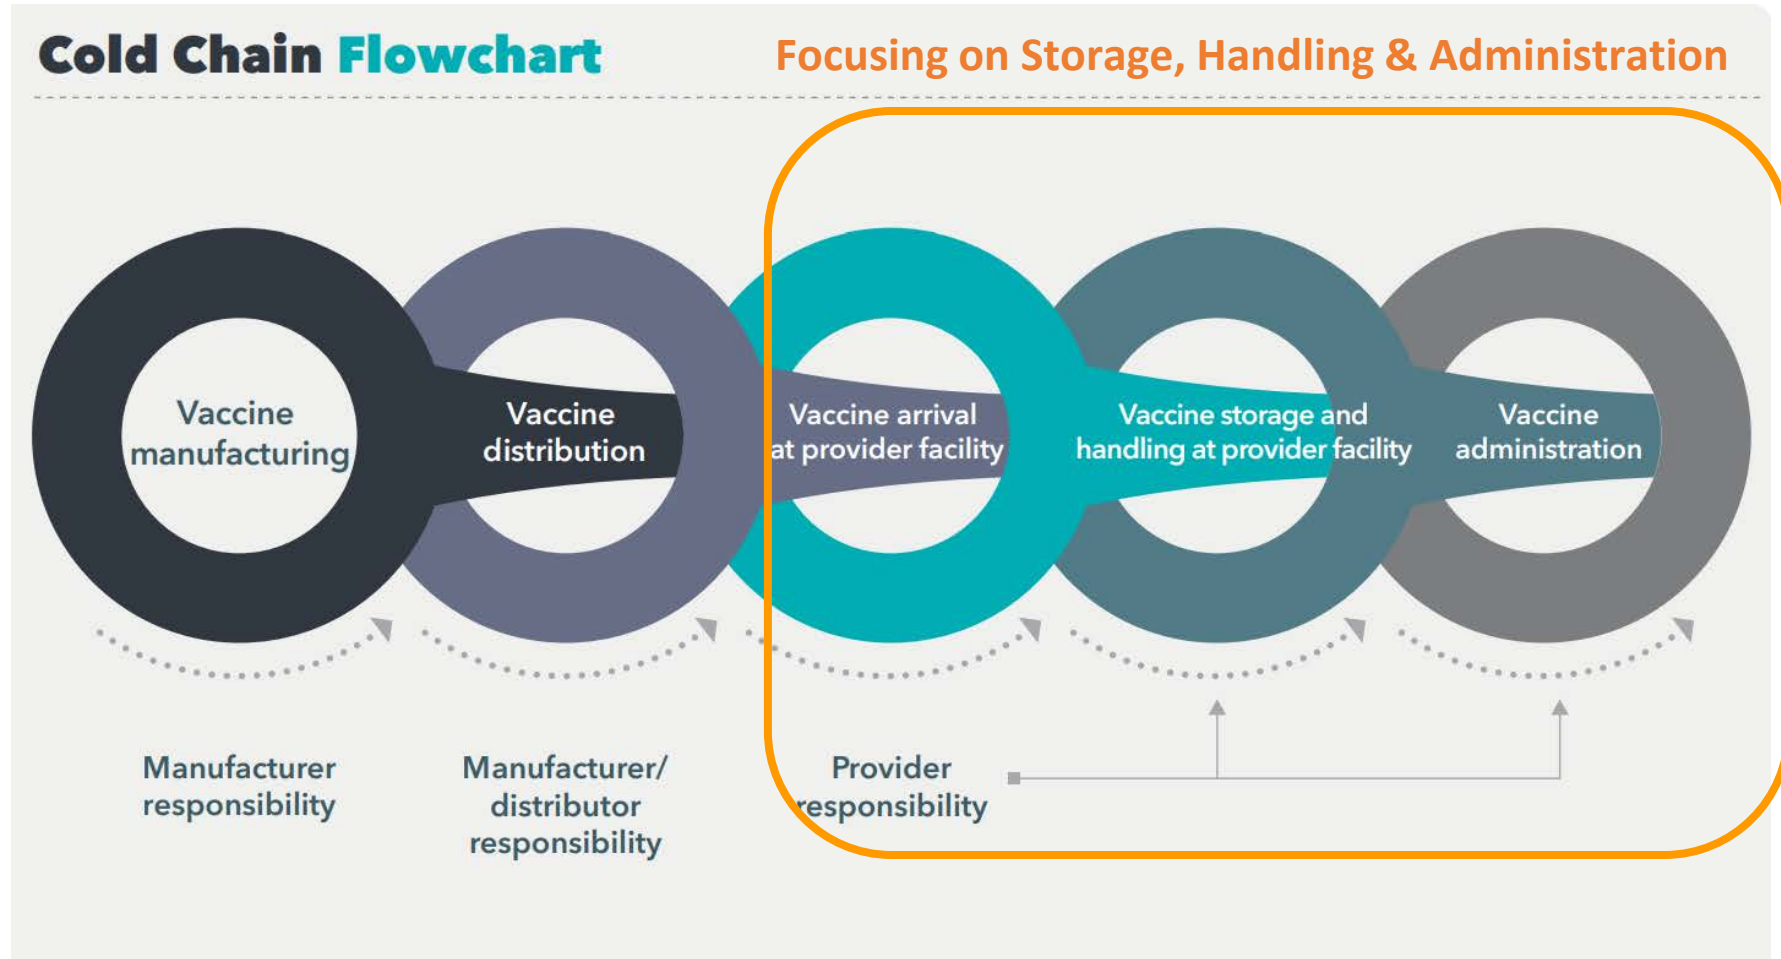 Cold Chain Flowchart
Focusing on Storage, Handling & Administration
Vaccine
manufacturing
Vaccine
distribution
Vaccine arrival
at provider facility
Vaccine storage and
handling at provider facility
Vaccine
administration
Manufacturer
responsibility
Manufacturer/
distributor
responsibility
Provider
responsibility